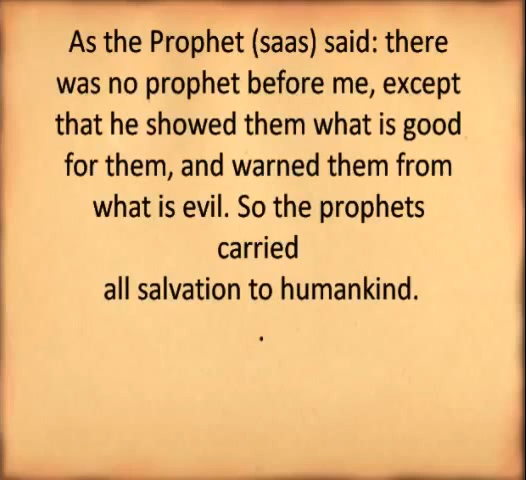 As the Prophet (saas) said: there
was no prophet before me, except
that he showed them what is good
for them, and warned them from
what is evil. So the prophets
carried
all salvation to humankind.
.